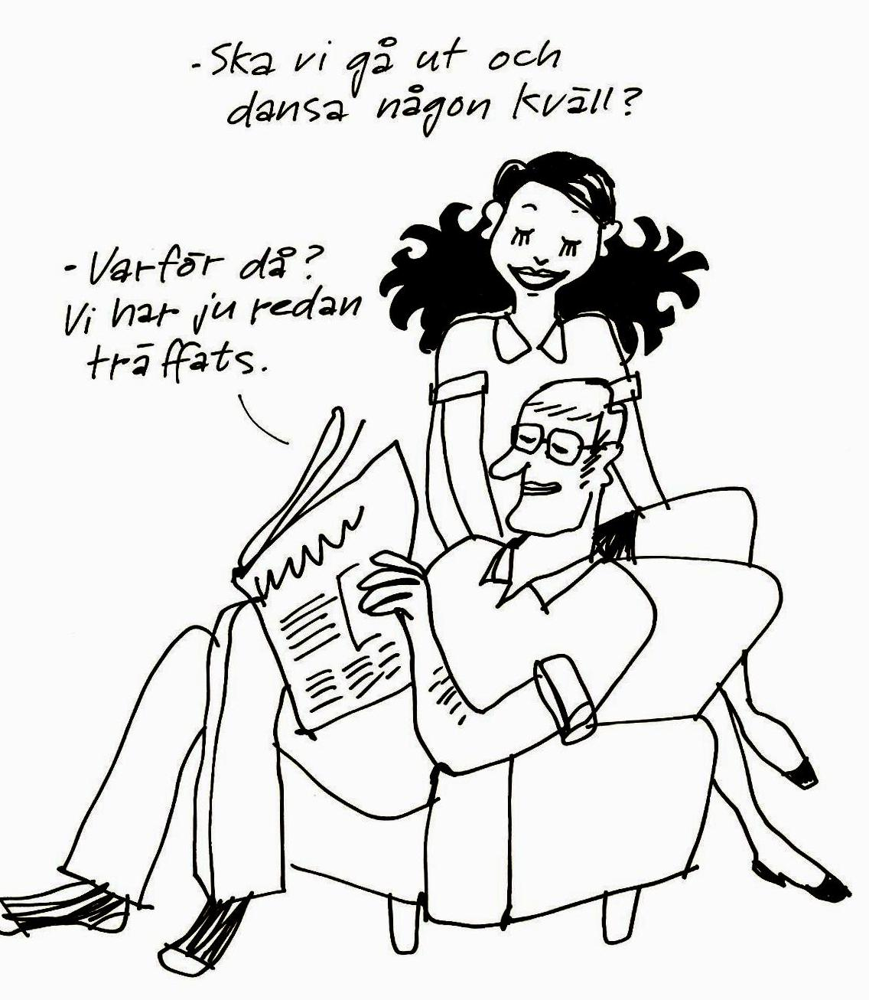 - Ska vi gå ut och
dansa någon kväll?
- Varför då?
Vi har ju redan
träffats.